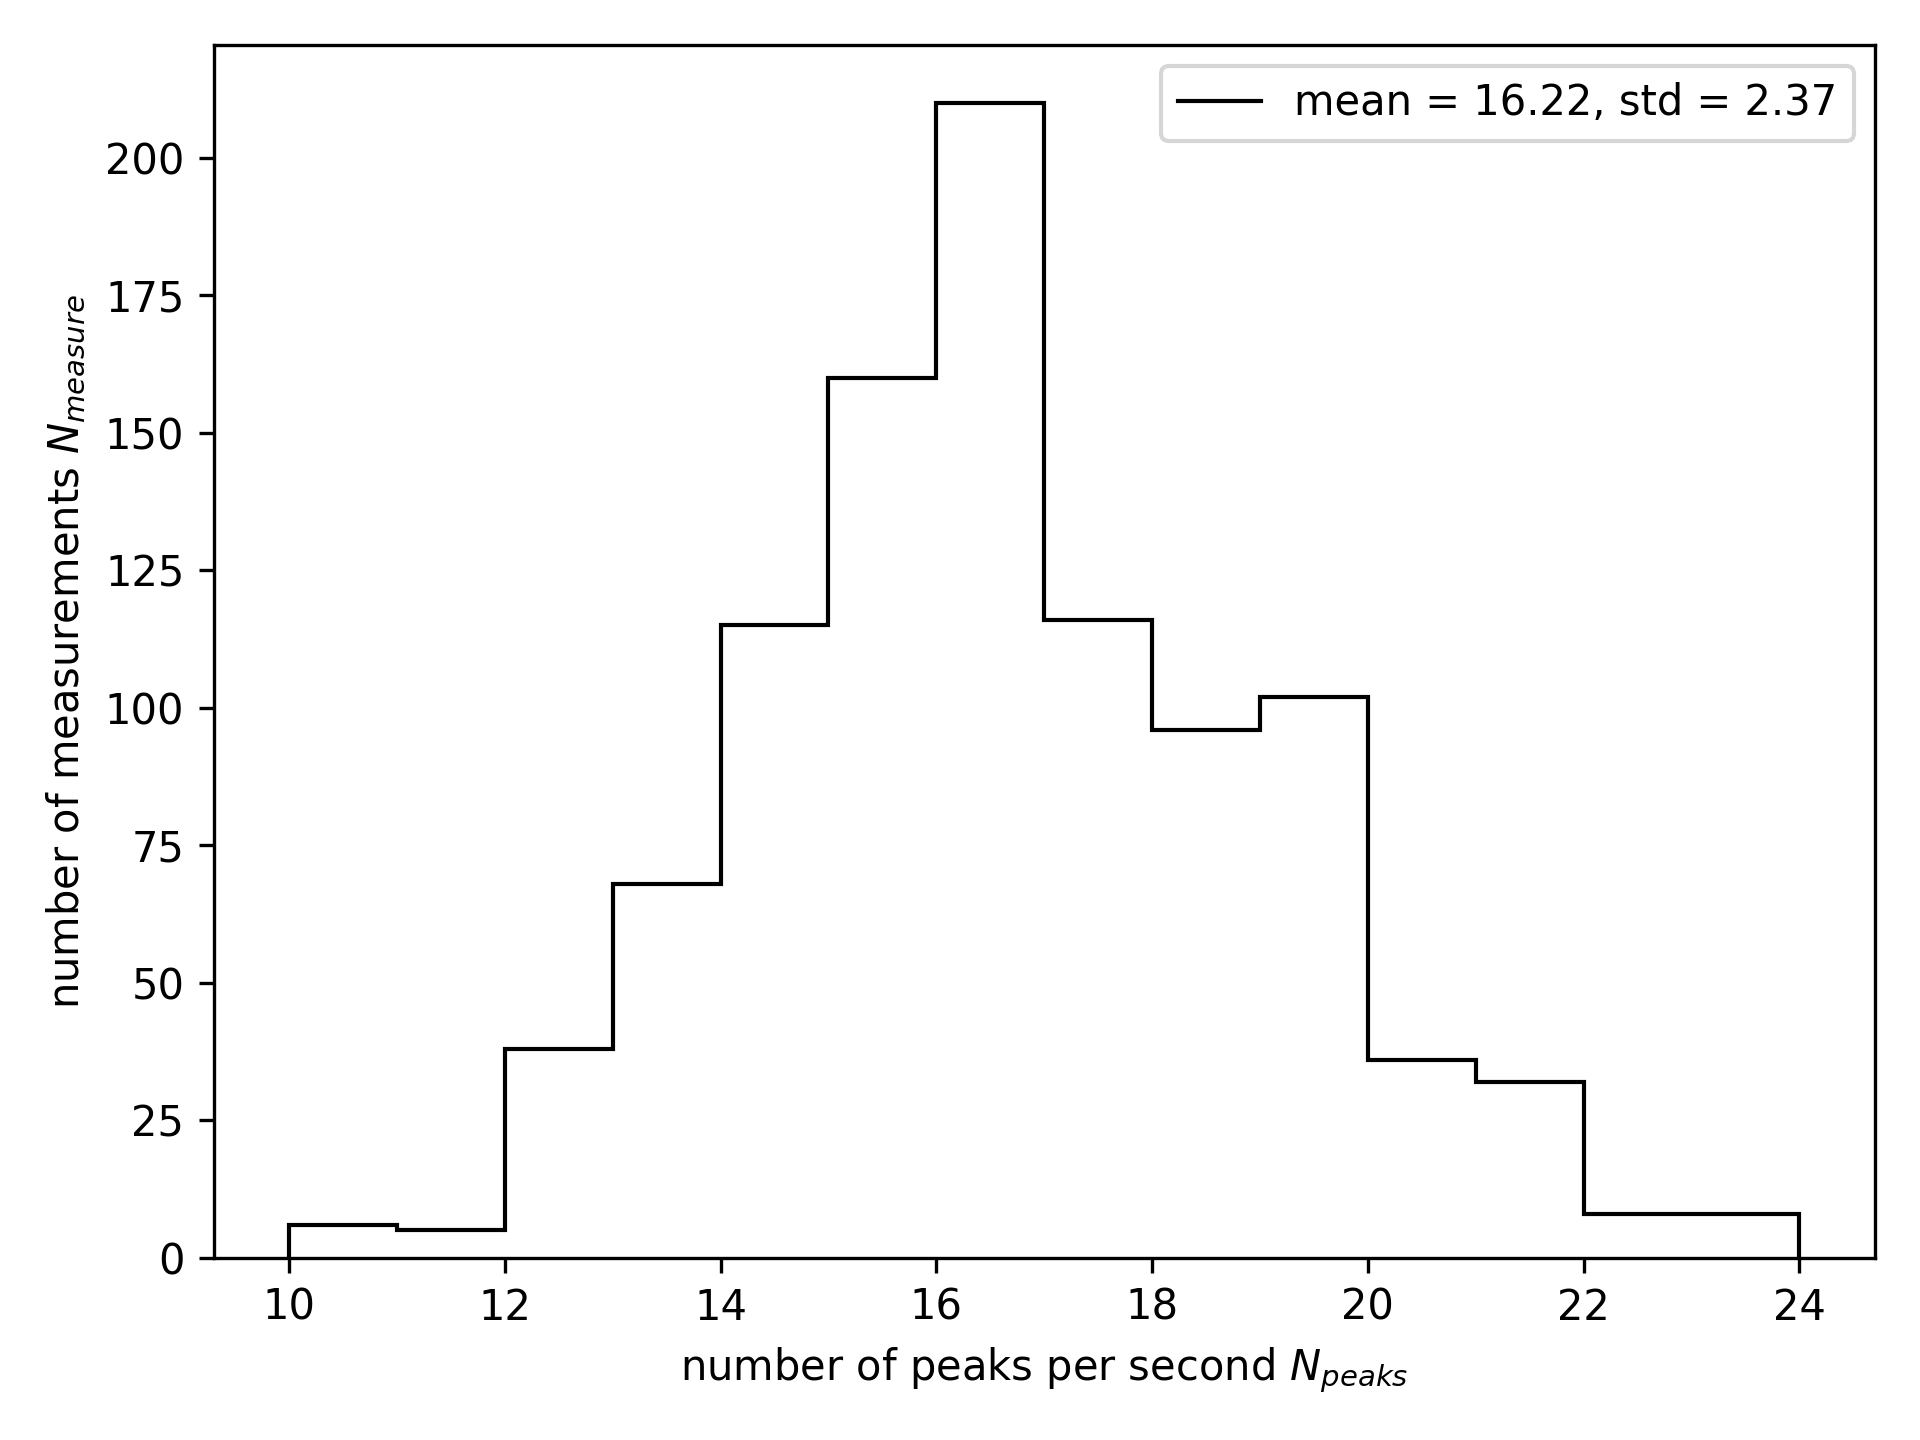 mean = 16.22, std = 2.37
number of measurements N_measure
200
175
150
125
100
75
50
25
0
10 12 14 16 18 20 22 24
number of peaks per second N_peaks